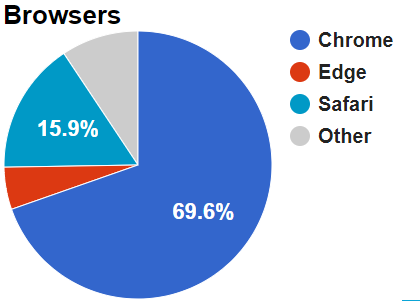 Browsers
Chrome
Edge
Safari
Other
15.9%
69.6%